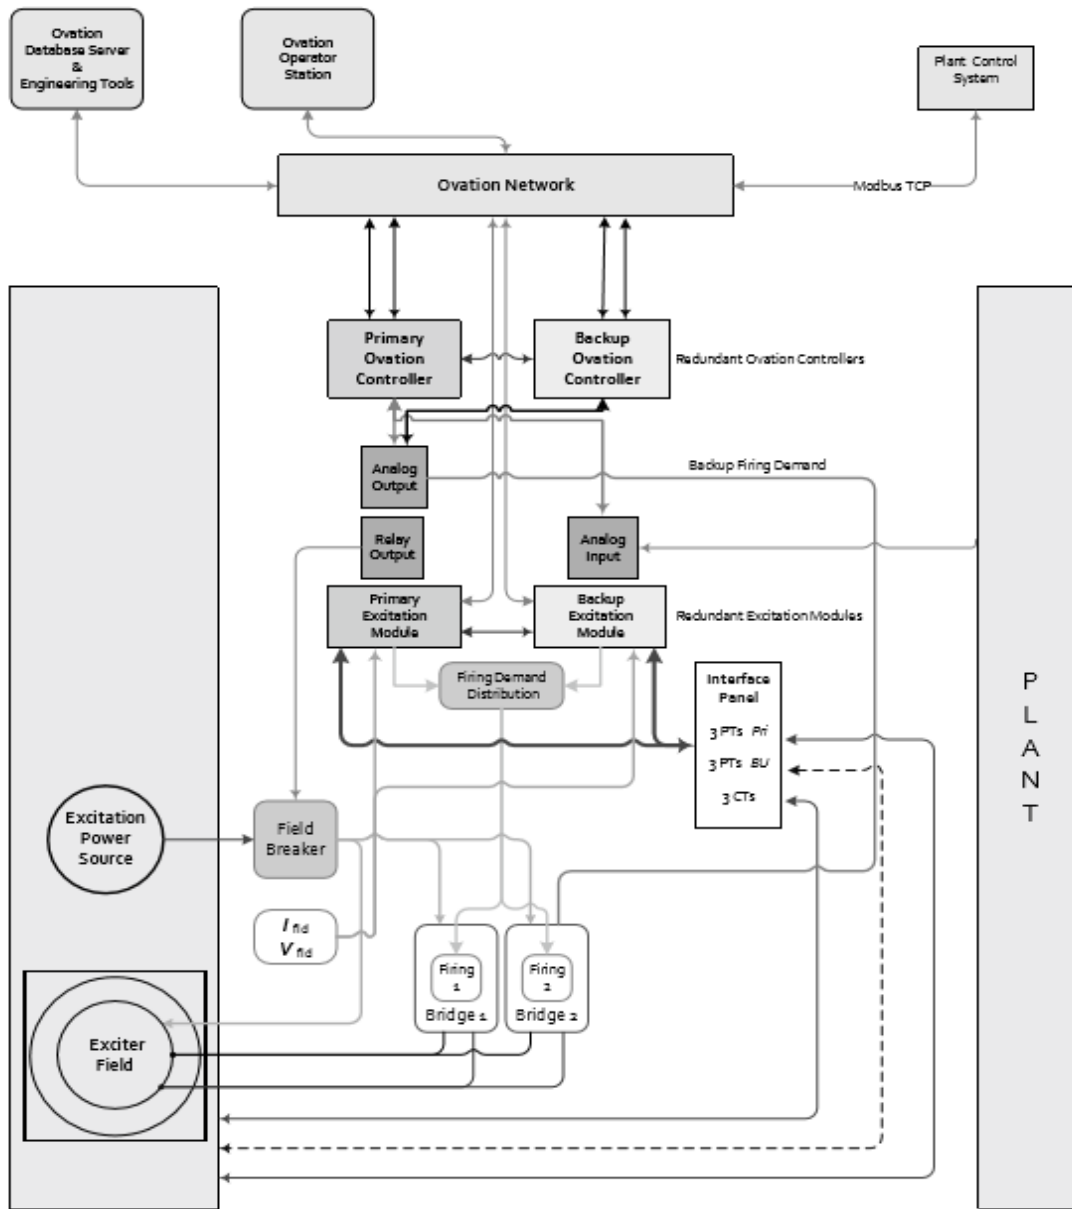 Ovation
Database Server
&
Engineering Tools
Ovation
Operator
Station
Plant Control
System
Ovation Network
Modbus TCP
Primary
Ovation
Controller
Backup
Ovation
Controller
Redundant Ovation Controllers
Analog
Output
Backup Firing Demand
Relay
Output
Analog
Input
Primary
Excitation
Module
Backup
Excitation
Module
Redundant Excitation Modules
Firing Demand
Distribution
Interface
Panel
3 PTs Pri
3 PTs BU
3 CTs
P
L
A
N
T
Excitation
Power
Source
Field
Breaker
I fld
V fld
Firing
1
Bridge 1
Firing
2
Bridge 2
Exciter
Field